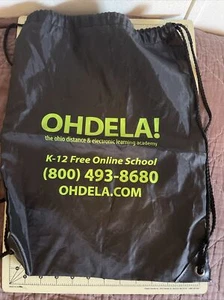 OHDELA!
the ohio distance & electronic learning academy
K-12 Free Online School
(800) 493-8680
OHDELA.COM